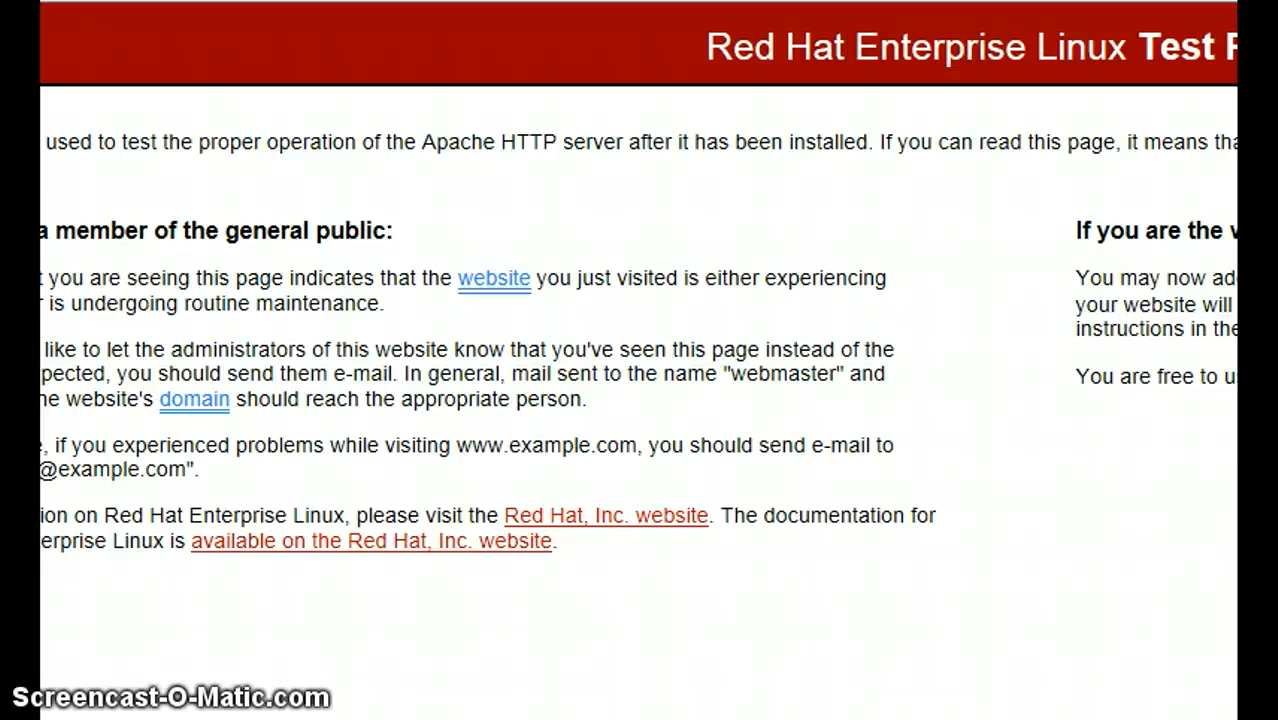 Red Hat Enterprise Linux Test
used to test the proper operation of the Apache HTTP server after it has been installed. If you can read this page, it means
a member of the general public:
you are seeing this page indicates that the website you just visited is either experiencing
is undergoing routine maintenance.
like to let the administrators of this website know that you've seen this page instead of the
pected, you should send them e-mail. In general, mail sent to the name "webmaster" and
website's domain should reach the appropriate person.
, if you experienced problems while visiting www.example.com, you should send e-mail to
@example.com".
ion on Red Hat Enterprise Linux, please visit the Red Hat, Inc. website. The documentation for
erprise Linux is available on the Red Hat, Inc. website.
If you are the
You may now
your website will
instructions in the
You are free to
Screencast-O-Matic.com